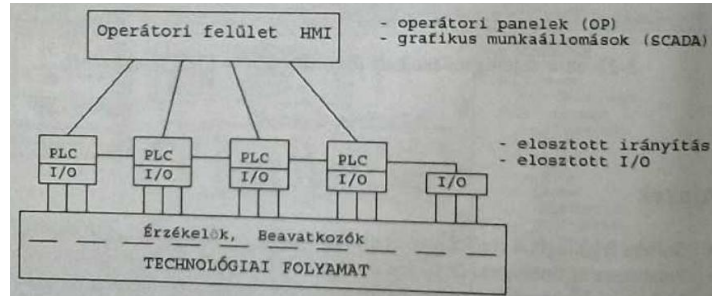 Operátori felület HMI
- operátori panelek (OP)
- grafikus munkaállomások (SCADA)
PLC PLC PLC PLC
I/O I/O I/O I/O I/O
- elosztott irányítás
- elosztott I/O
Érzékelők, Beavatkozók
TECHNOLÓGIAI FOLYAMAT